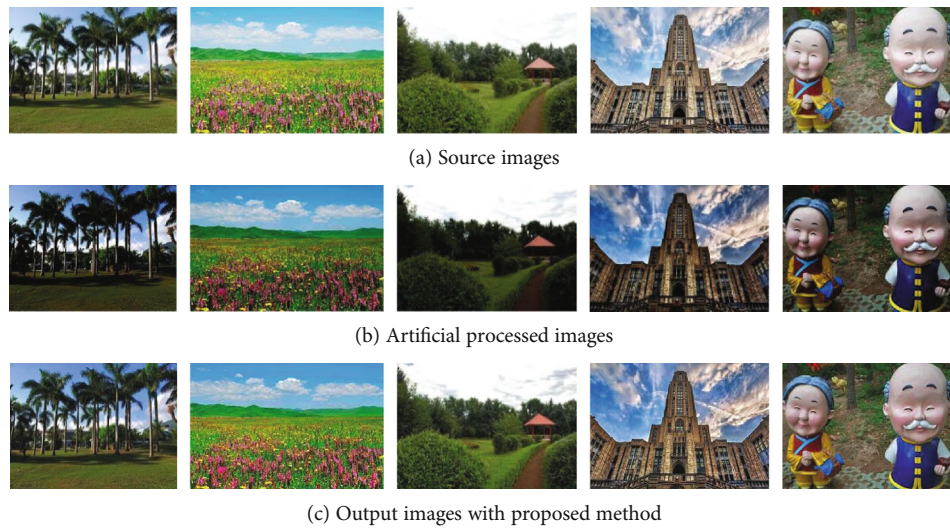 (a) Source images
(b) Artificial processed images
(c) Output images with proposed method